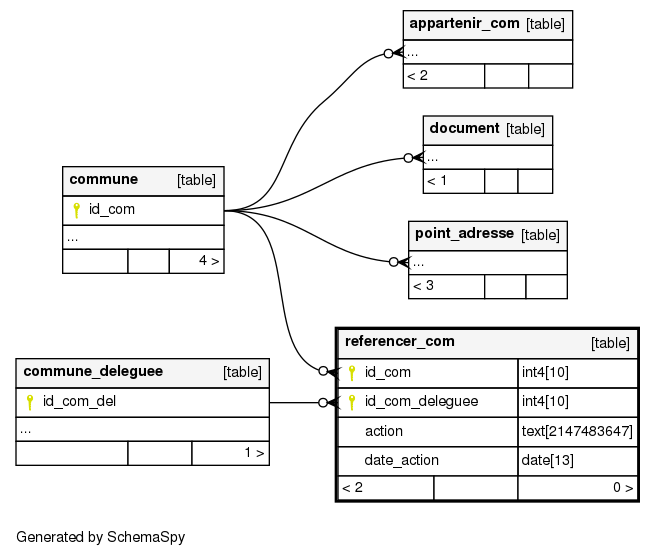 appartenir_com [table]
...
< 2
document [table]
...
< 1
commune [table]
id_com
...
4 >
point_adresse [table]
...
< 3
referencer_com [table]
id_com int4[10]
id_com_deleguee int4[10]
action text[2147483647]
date_action date[13]
< 2 0 >
commune_deleguee [table]
id_com_del
...
1 >
Generated by SchemaSpy